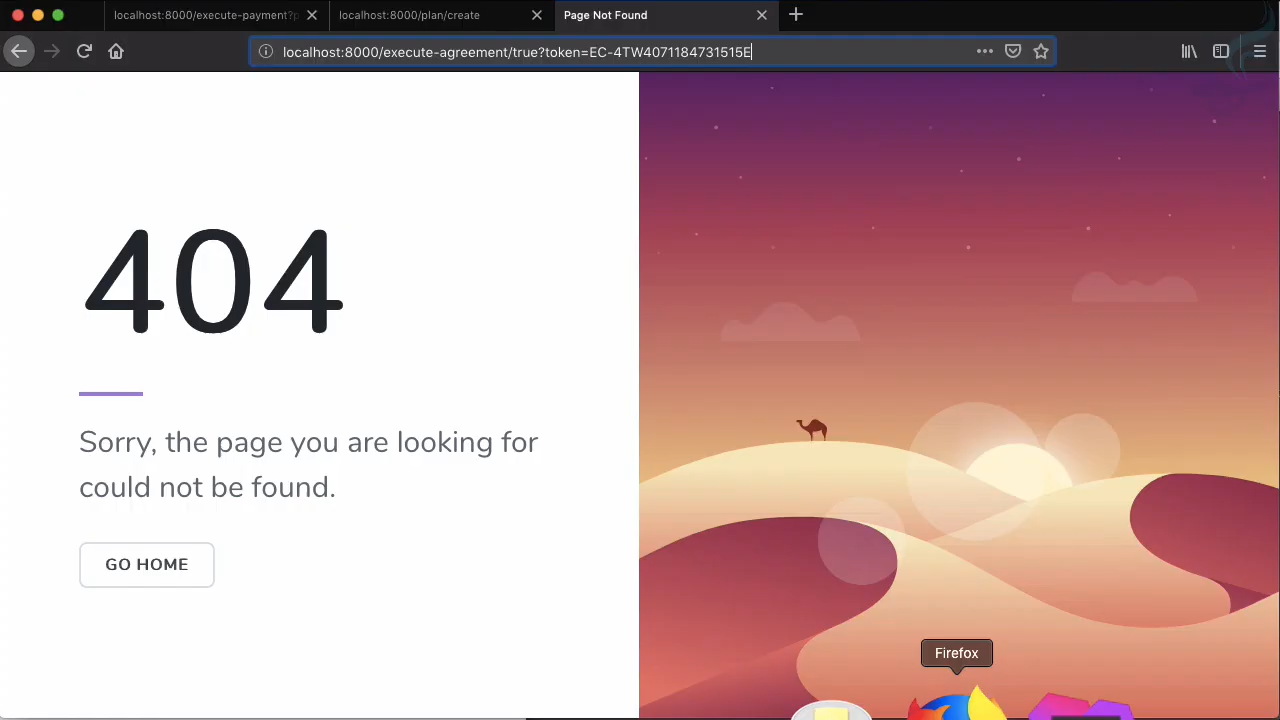 localhost:8000/execute-payment?p
localhost:8000/plan/create
Page Not Found
localhost:8000/execute-agreement/true?token=EC-4TW4071184731515E
404
Sorry, the page you are looking for
could not be found.
GO HOME
Firefox